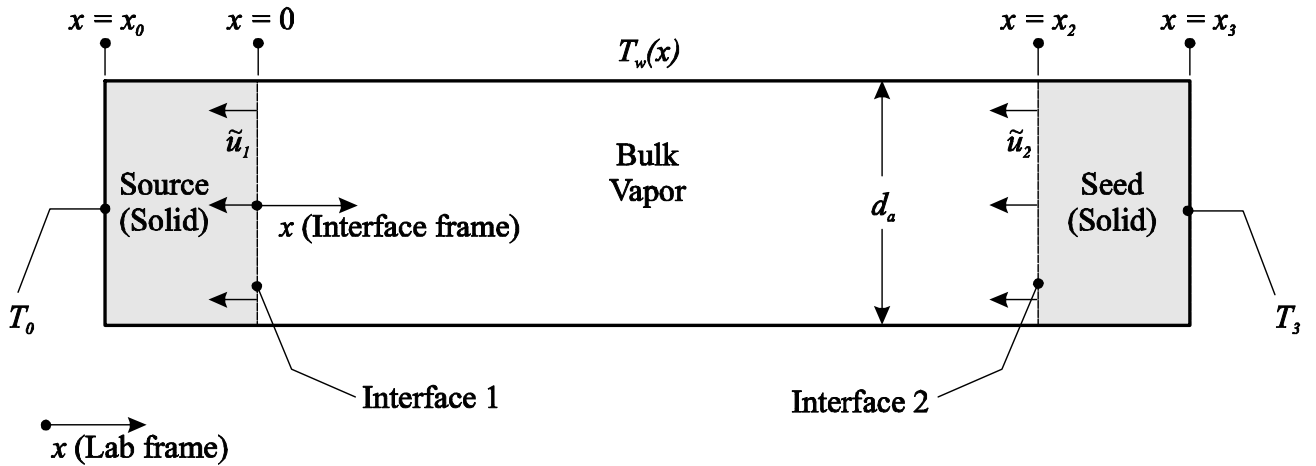 x = x₀
x = 0
x = x₂
x = x₃
T_w(x)
ũ₁
ũ₂
Bulk
Vapor
Source
(Solid)
Seed
(Solid)
dₐ
x (Interface frame)
T₀
T₃
Interface 1
Interface 2
x (Lab frame)